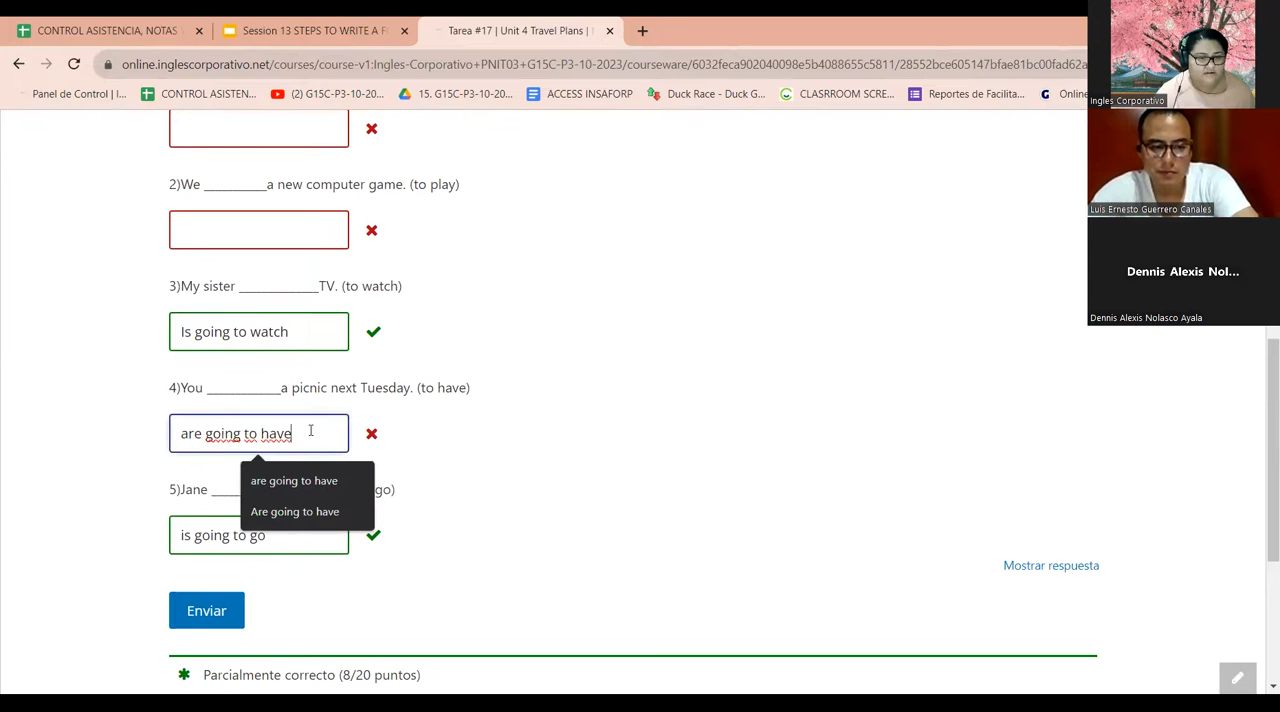 CONTROL ASISTENCIA, NOTAS
Session 13 STEPS TO WRITE A F
Tarea #17 | Unit 4 Travel Plans |
online.inglescorporativo.net/courses/course-v1:Ingles-Corporativo+PNIT03+G15C-P3-10-2023/courseware/6032feca902040098e5b4088655c5811/28552bce605147bfae81bc00fad62a
Panel de Control | I...
CONTROL ASISTEN...
(2) G15C-P3-10-20...
15. G15C-P3-10-20...
ACCESS INSAFORP
Duck Race - Duck G...
CLASSROOM SCRE...
Reportes de Facilita...
Online
Ingles Corporativo
Luis Ernesto Guerrero Canales
Dennis Alexis Nol...
Dennis Alexis Nolasco Ayala
2)We __________a new computer game. (to play)
3)My sister _____________TV. (to watch)
Is going to watch
4)You ____________a picnic next Tuesday. (to have)
are going to have
are going to have
Are going to have
5)Jane _____ go)
is going to go
Mostrar respuesta
Enviar
Parcialmente correcto (8/20 puntos)